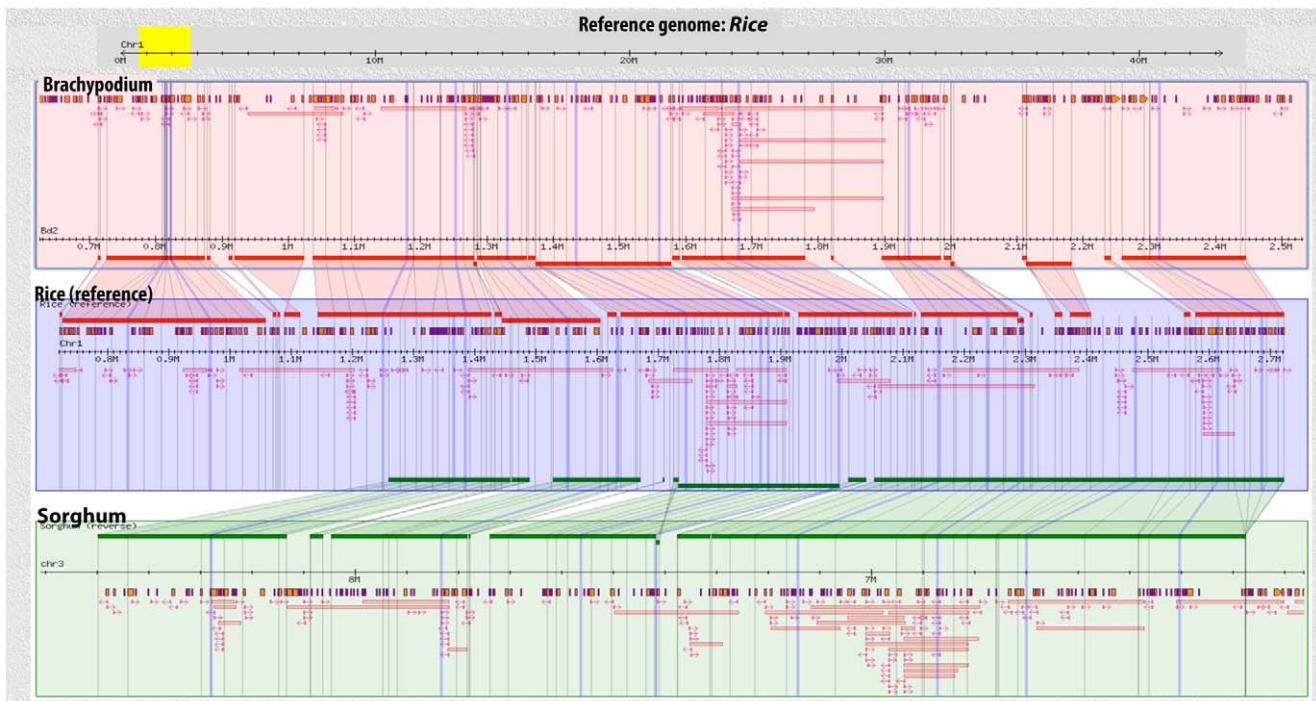 Reference genome: Rice
Chr1
0M 10M 20M 30M 40M
Brachypodium
Bd2
0.7M 0.8M 0.9M 1M 1.1M 1.2M 1.3M 1.4M 1.5M 1.6M 1.7M 1.8M 1.9M 2M 2.1M 2.2M 2.3M 2.4M 2.5M
Rice (reference)
Rice (reference)
Chr1
0.8M 0.9M 1M 1.1M 1.2M 1.3M 1.4M 1.5M 1.6M 1.7M 1.8M 1.9M 2M 2.1M 2.2M 2.3M 2.4M 2.5M 2.6M 2.7M
Sorghum
Sorghum (reverse)
chr3
8M 7M